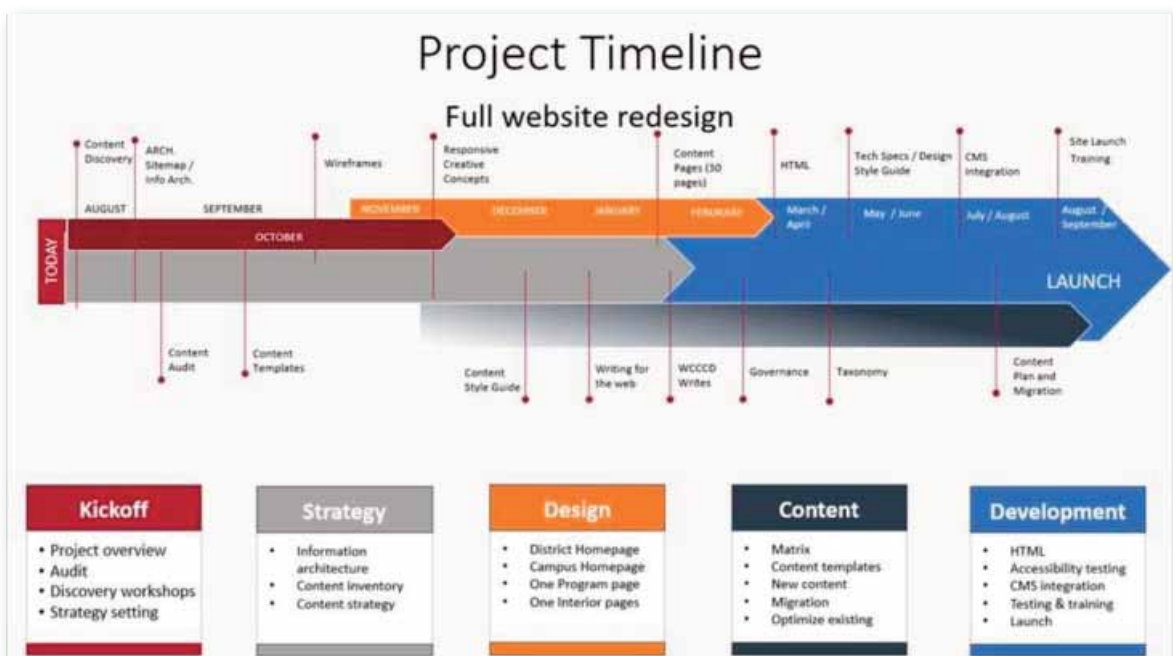 Project Timeline
Full website redesign
Content
Discovery
ARCH.
Sitemap /
Info Arch.
Wireframes
Responsive
Creative
Concepts
Content
Pages (30
pages)
HTML
Tech Specs / Design
Style Guide
CMS
Integration
Site Launch
Training
AUGUST
SEPTEMBER
OCTOBER
NOVEMBER
DECEMBER
JANUARY
FEBURARY
March /
April
May / June
July / August
August /
September
TODAY
LAUNCH
Content
Audit
Content
Templates
Content
Style Guide
Writing for
the web
WCCCD
Writes
Governance
Taxonomy
Content
Plan and
Migration
Kickoff
• Project overview
• Audit
• Discovery workshops
• Strategy setting
Strategy
• Information
architecture
• Content inventory
• Content strategy
Design
• District Homepage
• Campus Homepage
• One Program page
• One Interior pages
Content
• Matrix
• Content templates
• New content
• Migration
• Optimize existing
Development
• HTML
• Accessibility testing
• CMS integration
• Testing & training
• Launch